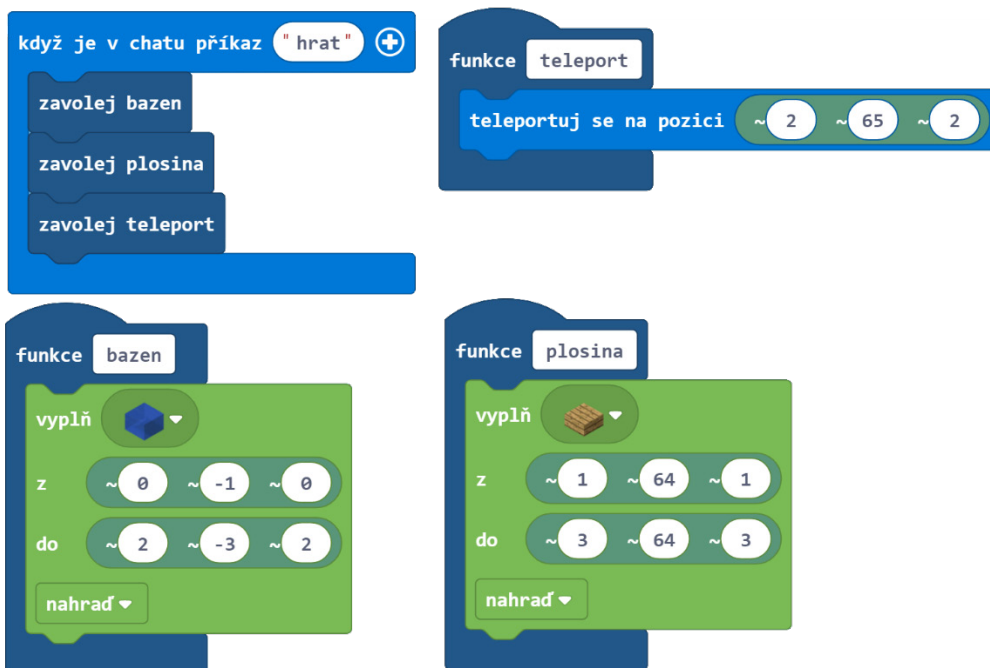 když je v chatu příkaz "hrat"
zavolej bazen
zavolej plosina
zavolej teleport
funkce teleport
teleportuj se na pozici ~ 2 ~ 65 ~ 2
funkce bazen
vyplň
z ~ 0 ~ -1 ~ 0
do ~ 2 ~ -3 ~ 2
nahraď
funkce plosina
vyplň
z ~ 1 ~ 64 ~ 1
do ~ 3 ~ 64 ~ 3
nahraď